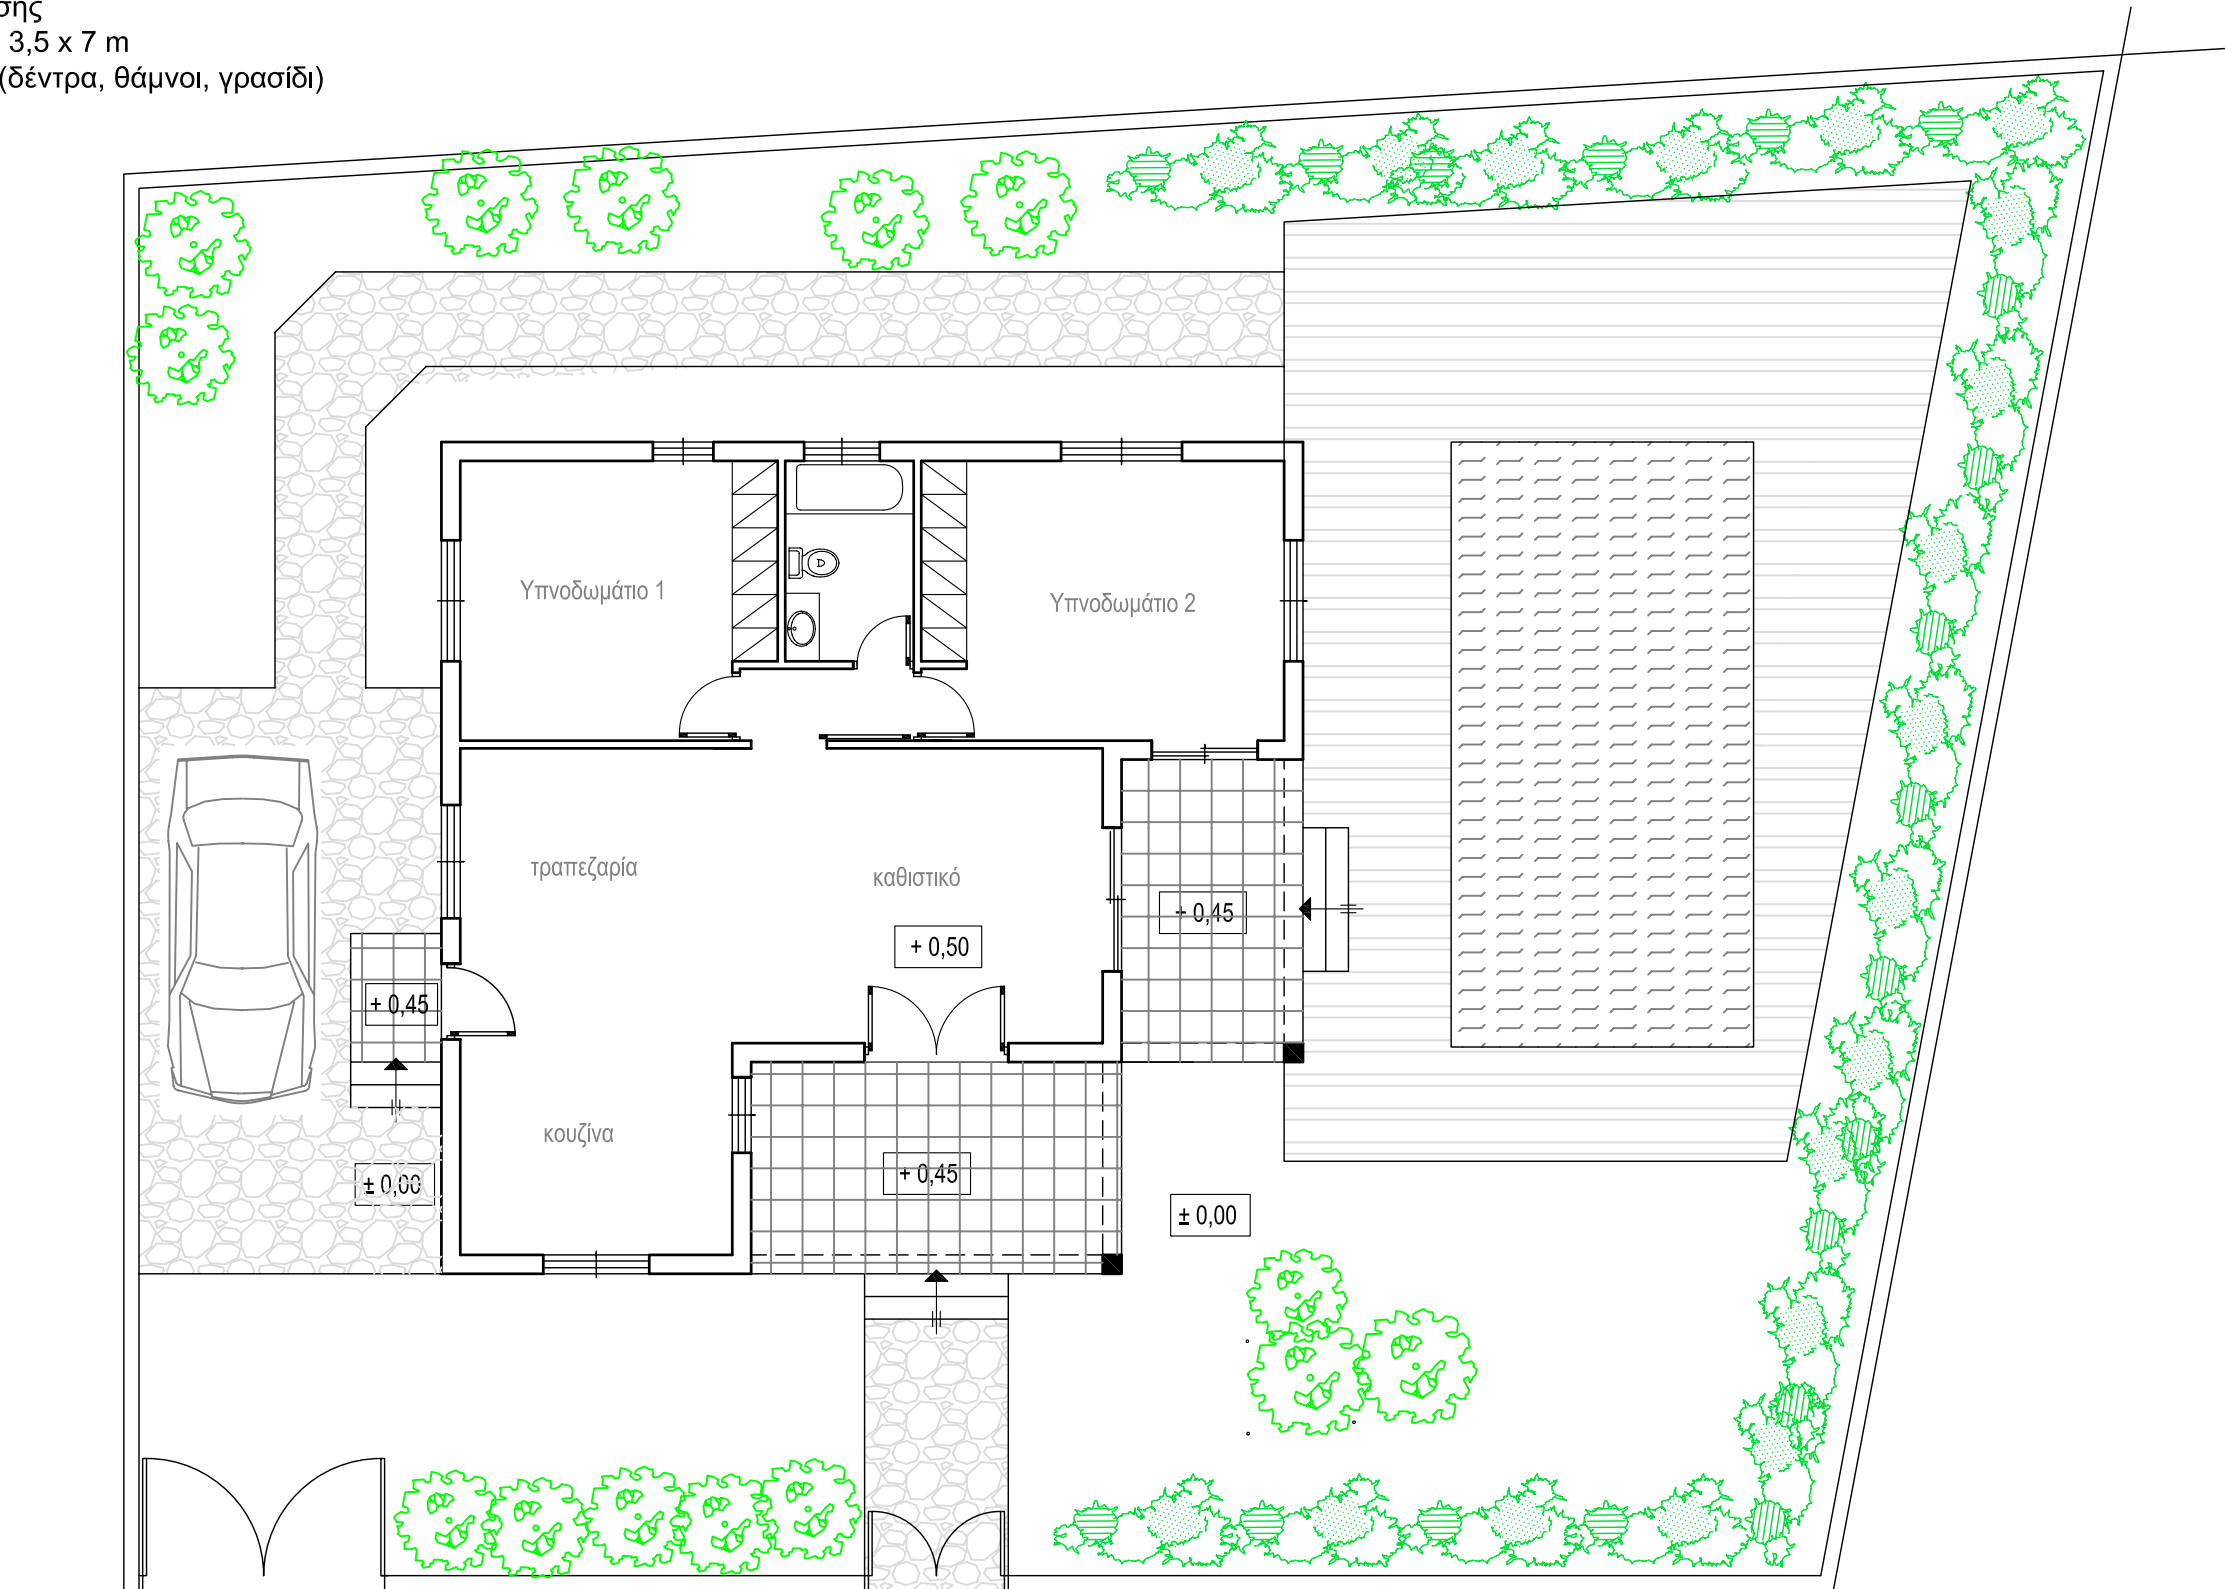 σης
3,5 x 7 m
(δέντρα, θάμνοι, γρασίδι)
Υπνοδωμάτιο 1
Υπνοδωμάτιο 2
τραπεζαρία
καθιστικό
+ 0,50
+ 0,45
+ 0,45
κουζίνα
+ 0,45
± 0,00
± 0,00